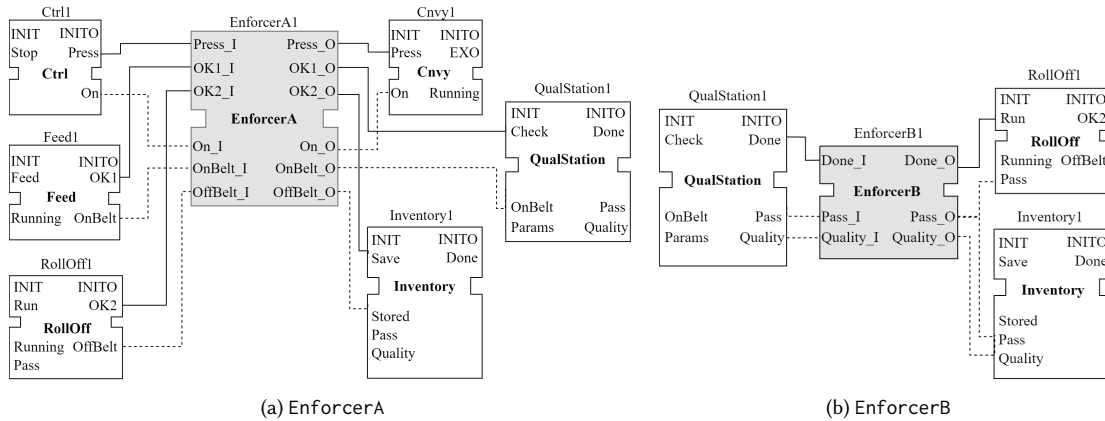 Ctrl1
INIT INITO
Stop Press
Ctrl
On
Feed1
INIT INITO
Feed OK1
Feed
Running OnBelt
RollOff1
INIT INITO
Run OK2
RollOff
Running OffBelt
Pass
EnforcerA1
Press_I Press_O
OK1_I OK1_O
OK2_I OK2_O
EnforcerA
On_I On_O
OnBelt_I OnBelt_O
OffBelt_I OffBelt_O
Cnvy1
INIT INITO
Press EXO
Cnvy
On Running
QualStation1
INIT INITO
Check Done
QualStation
OnBelt Pass
Params Quality
Inventory1
INIT INITO
Save Done
Inventory
Stored
Pass
Quality
(a) EnforcerA
QualStation1
INIT INITO
Check Done
QualStation
OnBelt Pass
Params Quality
EnforcerB1
Done_I Done_O
EnforcerB
Pass_I Pass_O
Quality_I Quality_O
RollOff1
INIT INITO
Run OK2
RollOff
Running OffBelt
Pass
Inventory1
INIT INITO
Save Done
Inventory
Stored
Pass
Quality
(b) EnforcerB